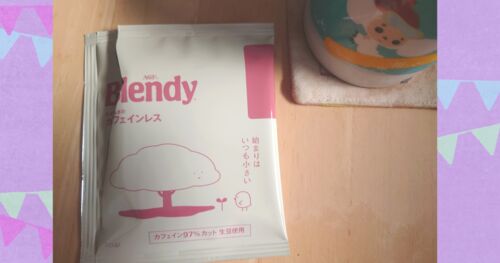 AGF
Blendy
カフェインレス
始まりは
いつも小さい
カフェイン97%カット 生豆使用